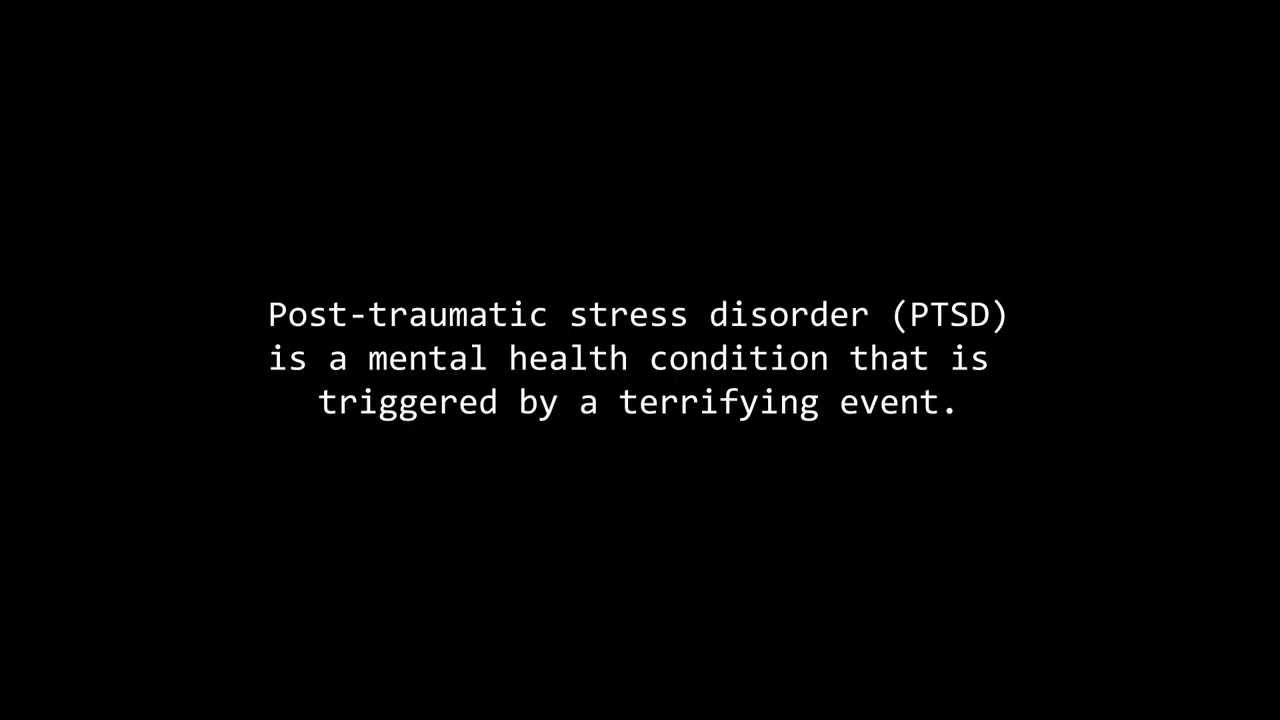 Post-traumatic stress disorder (PTSD)
is a mental health condition that is
triggered by a terrifying event.